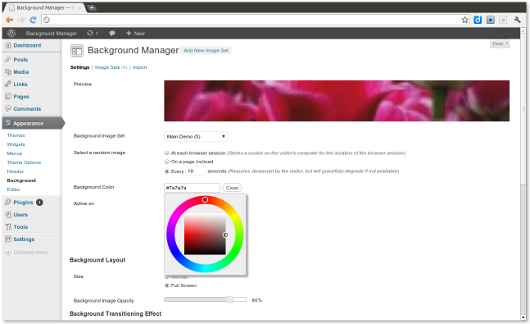 Background Manager
Background Manager
1
+ New
Dashboard
Posts
Media
Links
Pages
Comments
Appearance
Themes
Widgets
Menus
Theme Options
Header
Background
Editor
Plugins 1
Users
Tools
Settings
Collapse menu
Help
Background Manager Add New Image Set
Settings | Image Sets (4) | Import
Preview
Background Image Set Main Demo (5)
Select a random image At each browser session (Stores a cookie on the visitor's computer for the duration of the browser session)
On a page (re)load
Every 10 seconds (Requires Javascript by the visitor, but will gracefully degrade if not available)
Background Color #7a7a7a Clear
Active on
Background Layout
Size Normal
Full Screen
Background Image Opacity 80%
Background Transitioning Effect